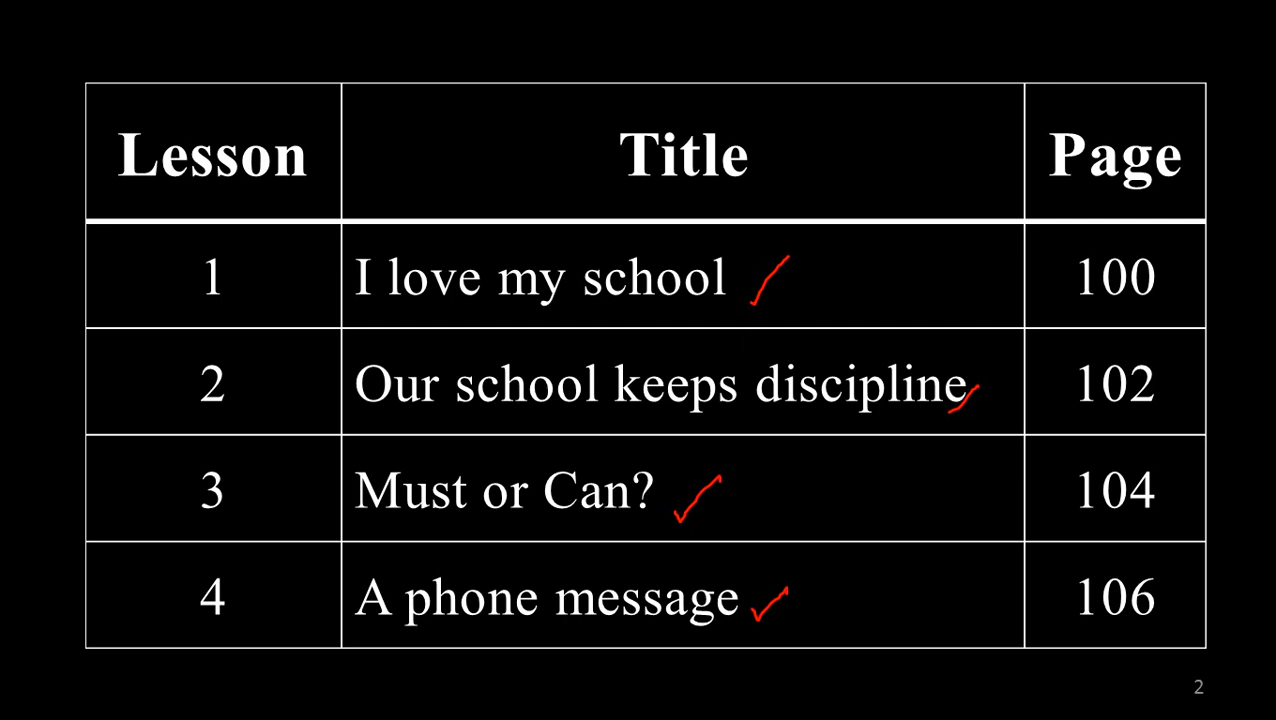 Lesson Title Page
1 I love my school 100
2 Our school keeps discipline 102
3 Must or Can? 104
4 A phone message 106
2